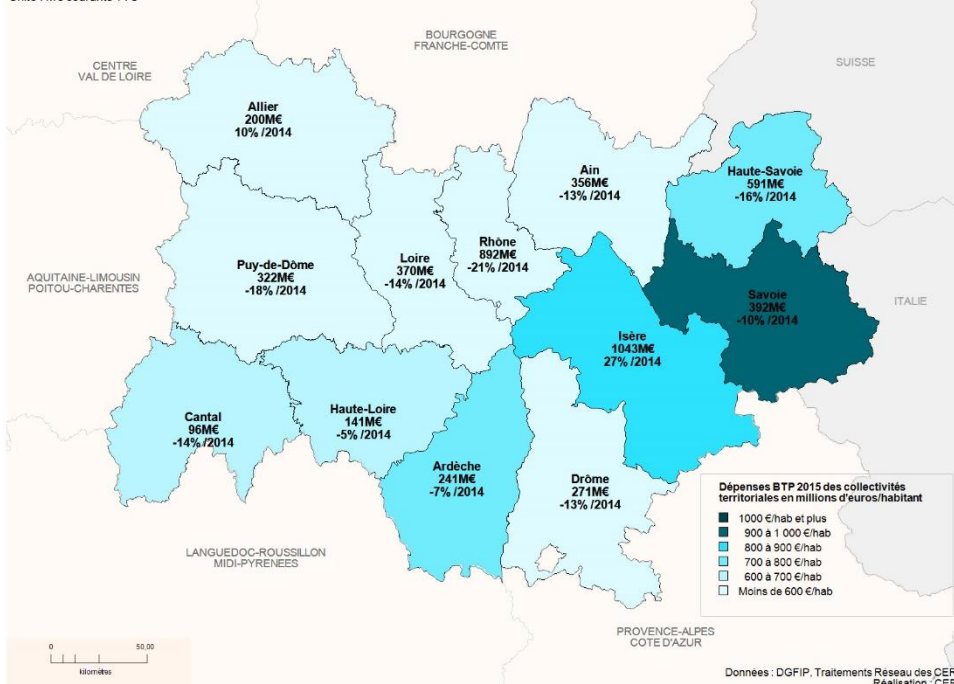 BOURGOGNE
FRANCHE-COMTE
CENTRE
VAL DE LOIRE
SUISSE
Allier
200M€
10% /2014
Ain
356M€
-13% /2014
Haute-Savoie
591M€
-16% /2014
Rhône
892M€
-21% /2014
Loire
370M€
-14% /2014
Puy-de-Dôme
322M€
-18% /2014
AQUITAINE-LIMOUSIN
POITOU-CHARENTES
Savoie
392M€
-10% /2014
ITALIE
Isère
1043M€
27% /2014
Cantal
96M€
-14% /2014
Haute-Loire
141M€
-5% /2014
Ardèche
241M€
-7% /2014
Drôme
271M€
-13% /2014
Dépenses BTP 2015 des collectivités
territoriales en millions d'euros/habitant
1000 €/hab et plus
900 à 1 000 €/hab
800 à 900 €/hab
700 à 800 €/hab
600 à 700 €/hab
Moins de 600 €/hab
LANGUEDOC-ROUSSILLON
MIDI-PYRENEES
PROVENCE-ALPES
COTE D'AZUR
0 50,00
kilomètres
Données : DGFIP, Traitements Réseau des CER